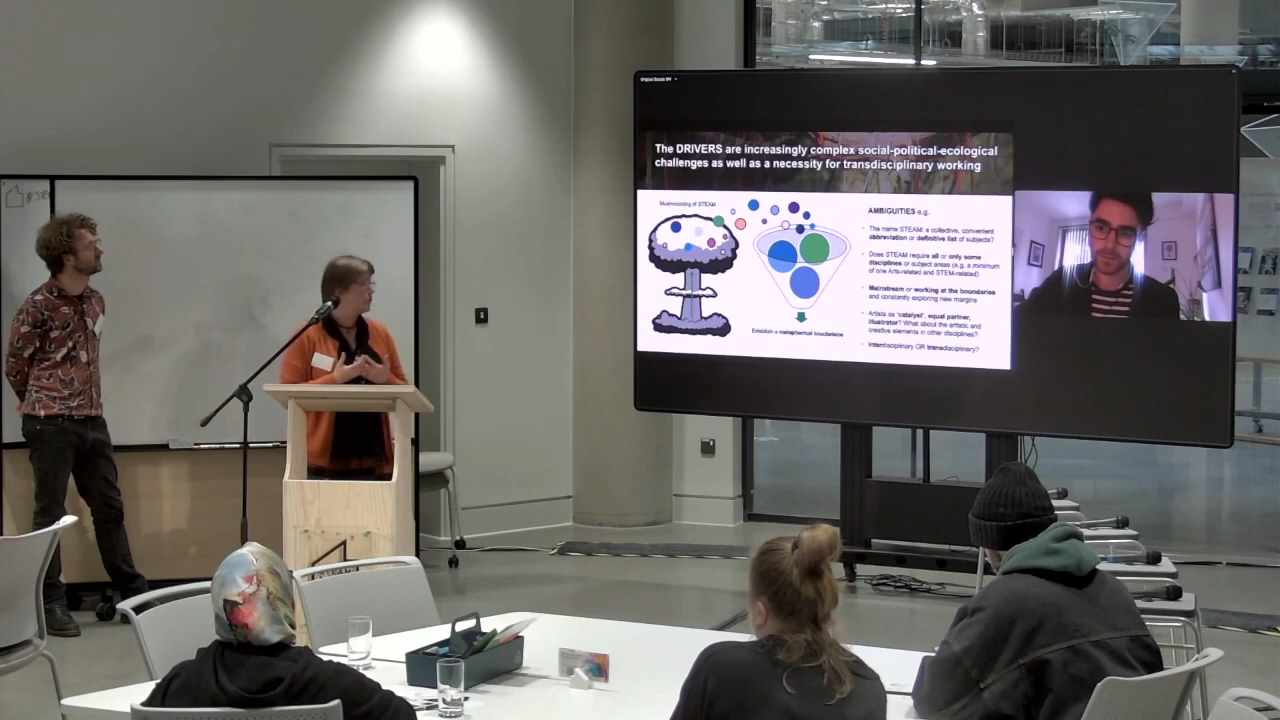 Original Sound: Off
The DRIVERS are increasingly complex social-political-ecological
challenges as well as a necessity for transdisciplinary working
Mushrooming of STEAM
Establish a metaphorical touchstone
AMBIGUITIES e.g.
The name STEAM: a collective, convenient
abbreviation or definitive list of subjects?
Does STEAM require all or only some
disciplines or subject areas (e.g. a minimum
of one Arts-related and STEM-related)
Mainstream or working at the boundaries
and constantly exploring new margins
Artists as 'catalyst', equal partner,
illustrator? What about the artistic and
creative elements in other disciplines?
Interdisciplinary OR transdisciplinary?